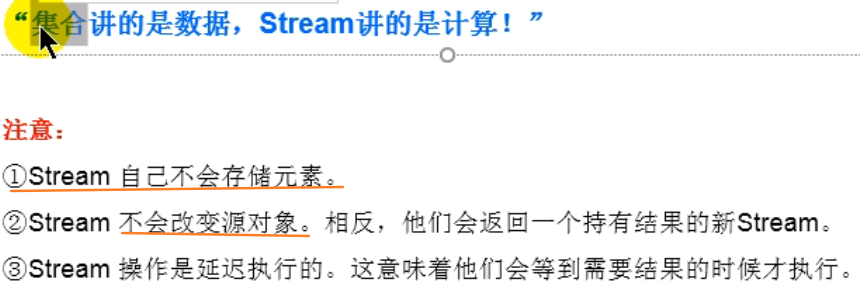 “集合讲的是数据，Stream讲的是计算！”
注意：
①Stream 自己不会存储元素。
②Stream 不会改变源对象。相反，他们会返回一个持有结果的新Stream。
③Stream 操作是延迟执行的。这意味着他们会等到需要结果的时候才执行。